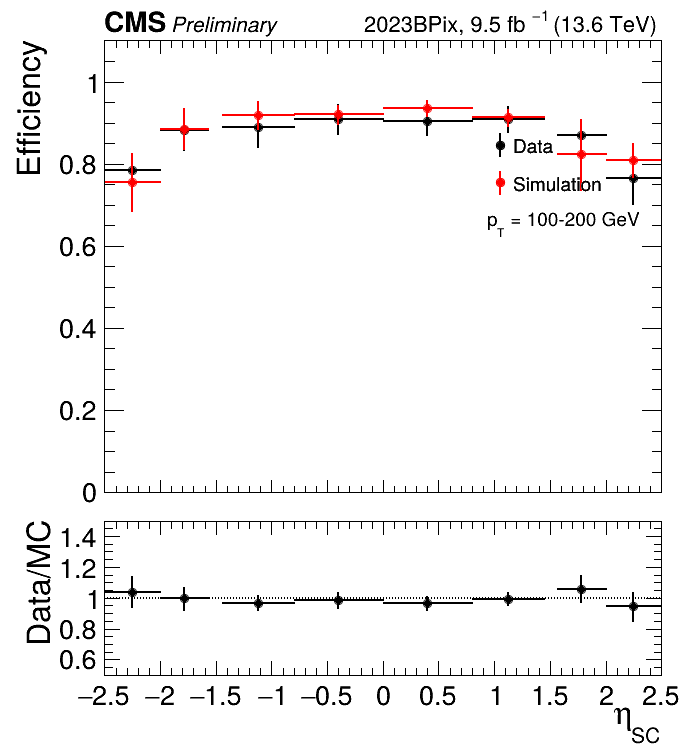 CMS Preliminary 2023BPix, 9.5 fb⁻¹ (13.6 TeV)
Efficiency
1
0.8
0.6
0.4
0.2
0
Data
Simulation
pT = 100-200 GeV
Data/MC
1.4
1.2
1
0.8
0.6
−2.5 −2 −1.5 −1 −0.5 0 0.5 1 1.5 2 2.5
ηSC